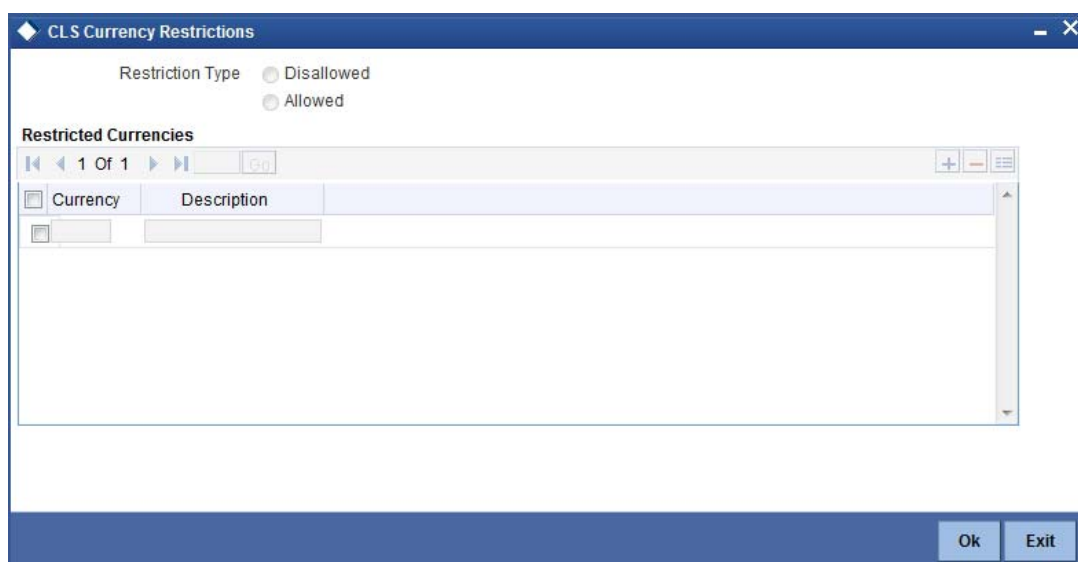 CLS Currency Restrictions
Restriction Type
Disallowed
Allowed
Restricted Currencies
1 Of 1
Go
Currency Description
Ok Exit